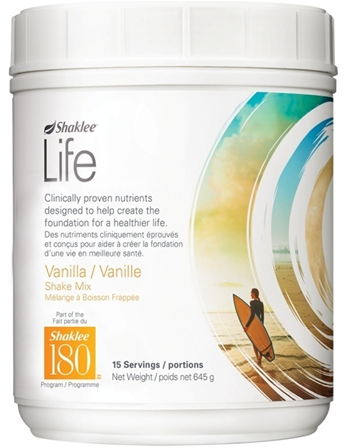 Shaklee
Life
Clinically proven nutrients
designed to help create the
foundation for a healthier life.
Des nutriments cliniquement éprouvés
et conçus pour aider à créer la fondation
d'une vie en meilleure santé.
Vanilla / Vanille
Shake Mix
Mélange à Boisson Frappée
Part of the
Fait partie du
Shaklee
180
Program / Programme
15 Servings / portions
Net Weight / poids net 645 g